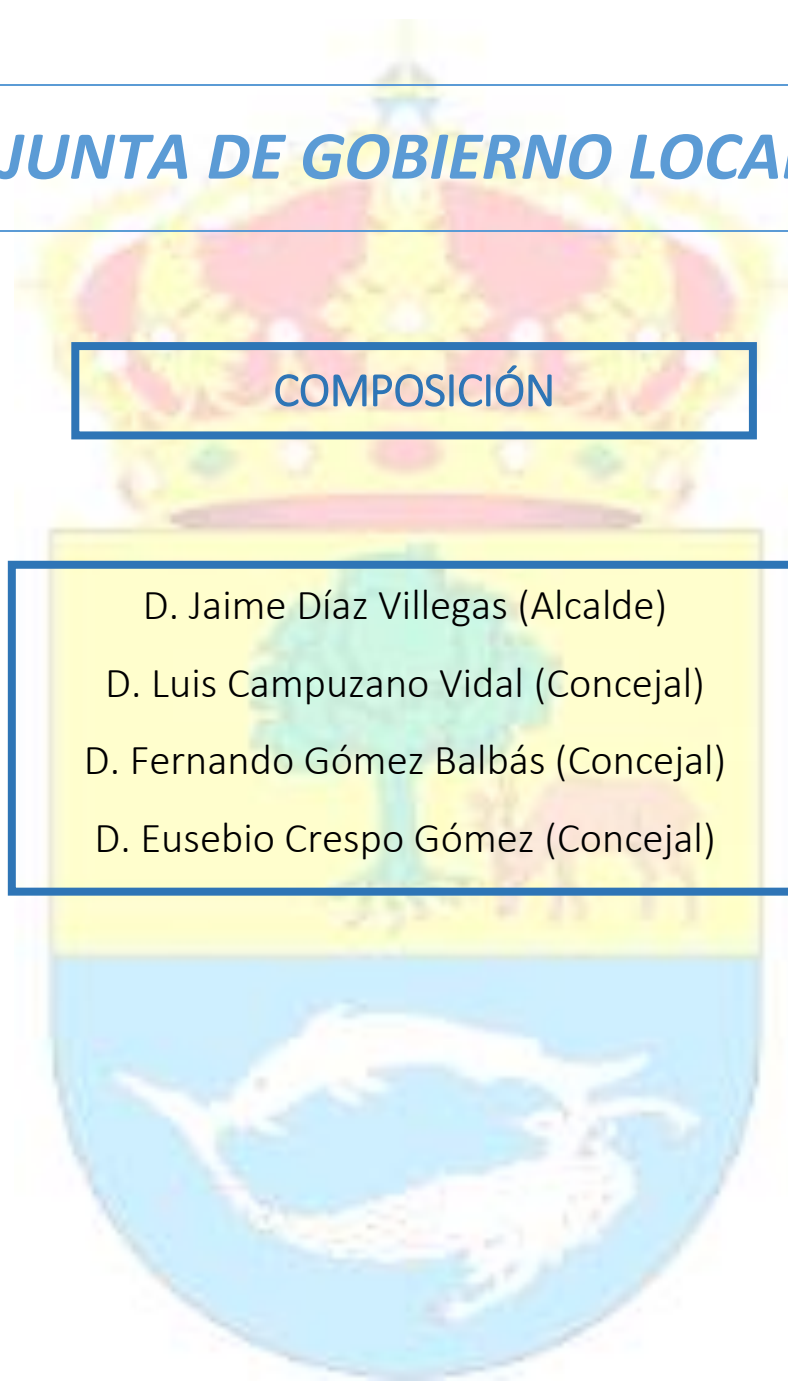 JUNTA DE GOBIERNO LOCAL
COMPOSICIÓN
D. Jaime Díaz Villegas (Alcalde)
D. Luis Campuzano Vidal (Concejal)
D. Fernando Gómez Balbás (Concejal)
D. Eusebio Crespo Gómez (Concejal)